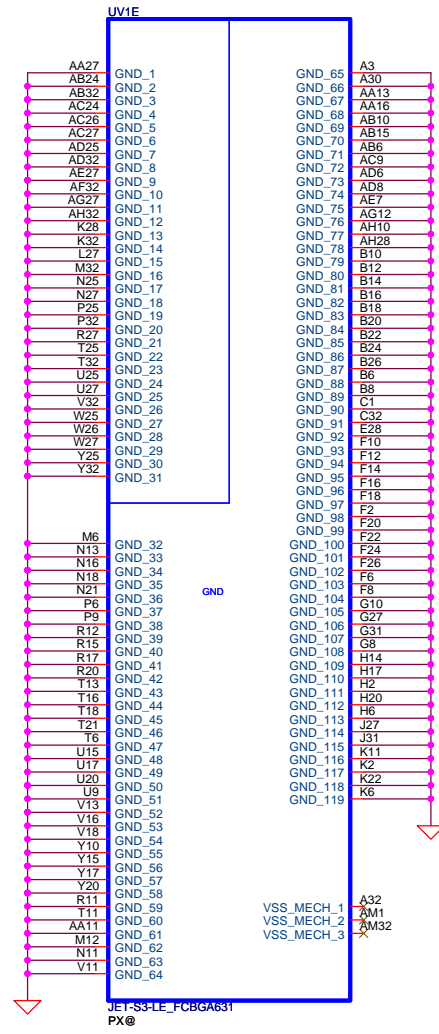 UV1E
AA27 GND_1 GND_65 A3
AB24 GND_2 GND_66 A30
AB32 GND_3 GND_67 AA13
AC24 GND_4 GND_68 AA16
AC26 GND_5 GND_69 AB10
AC27 GND_6 GND_70 AB15
AD25 GND_7 GND_71 AB6
AD32 GND_8 GND_72 AC9
AE27 GND_9 GND_73 AD6
AF32 GND_10 GND_74 AD8
AG27 GND_11 GND_75 AE7
AH32 GND_12 GND_76 AG12
K28 GND_13 GND_77 AH10
K32 GND_14 GND_78 AH28
L27 GND_15 GND_79 B10
M32 GND_16 GND_80 B12
N25 GND_17 GND_81 B14
N27 GND_18 GND_82 B16
P25 GND_19 GND_83 B18
P32 GND_20 GND_84 B20
R27 GND_21 GND_85 B22
T25 GND_22 GND_86 B24
T32 GND_23 GND_87 B26
U25 GND_24 GND_88 B6
U27 GND_25 GND_89 B8
V32 GND_26 GND_90 C1
W25 GND_27 GND_91 C32
W26 GND_28 GND_92 E28
W27 GND_29 GND_93 F10
Y25 GND_30 GND_94 F12
Y32 GND_31 GND_95 F14
GND_96 F16
GND_97 F18
GND_98 F2
GND_99 F20
M6 GND_32 GND_100 F22
N13 GND_33 GND_101 F24
N16 GND_34 GND_102 F26
N18 GND_35 GND_103 F6
N21 GND_36 GND_104 F8
GND
P6 GND_37 GND_105 G10
P9 GND_38 GND_106 G27
R12 GND_39 GND_107 G31
R15 GND_40 GND_108 G8
R17 GND_41 GND_109 H14
R20 GND_42 GND_110 H17
T13 GND_43 GND_111 H2
T16 GND_44 GND_112 H20
T18 GND_45 GND_113 H6
T21 GND_46 GND_114 J27
T6 GND_47 GND_115 J31
U15 GND_48 GND_116 K11
U17 GND_49 GND_117 K2
U20 GND_50 GND_118 K22
U9 GND_51 GND_119 K6
V13 GND_52
V16 GND_53
V18 GND_54
Y10 GND_55
Y15 GND_56
Y17 GND_57
Y20 GND_58
R11 GND_59 VSS_MECH_1 A32
T11 GND_60 VSS_MECH_2 AM1
AA11 GND_61 VSS_MECH_3 AM32
M12 GND_62
N11 GND_63
V11 GND_64
JET-S3-LE_FCBGA631
PX@